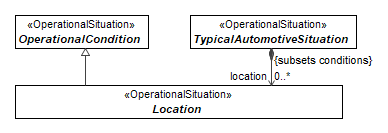 «OperationalSituation»
OperationalCondition
«OperationalSituation»
TypicalAutomotiveSituation
{subsets conditions}
location 0..*
«OperationalSituation»
Location